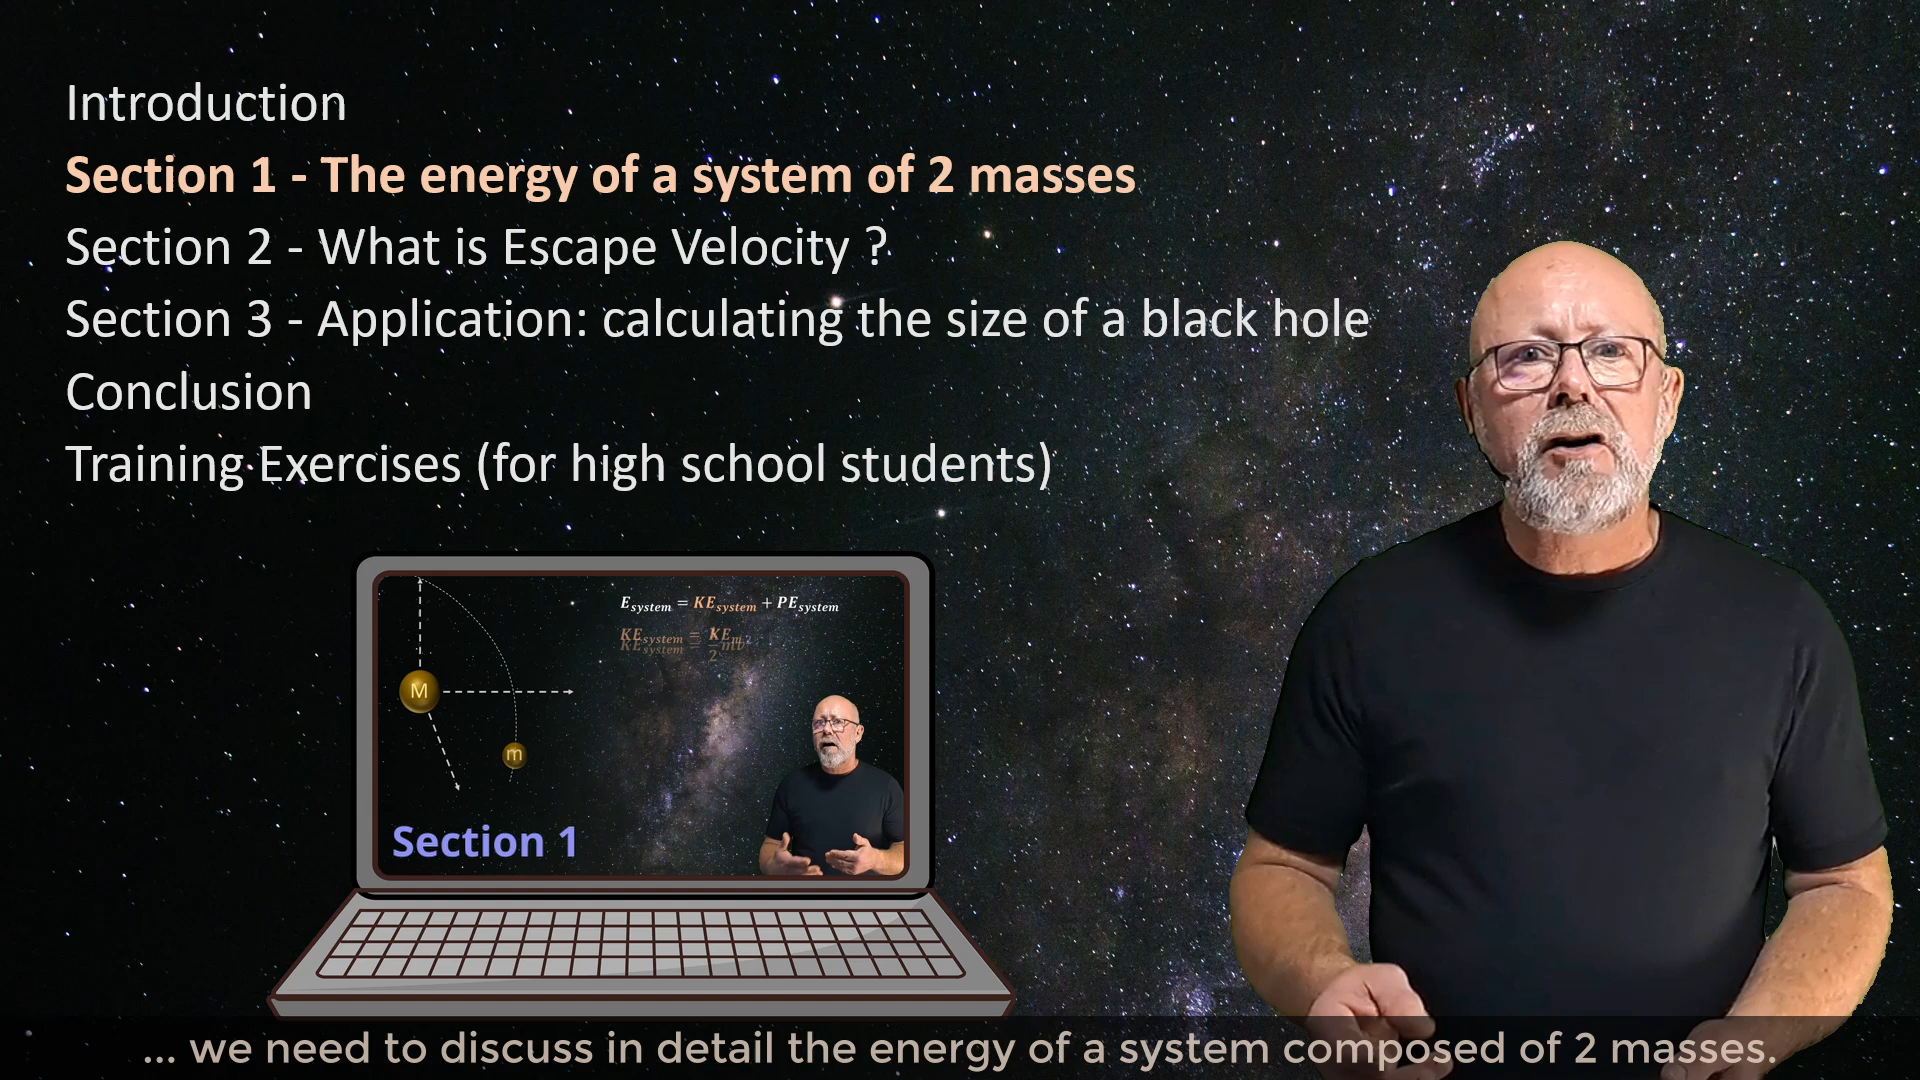 Introduction
Section 1 - The energy of a system of 2 masses
Section 2 - What is Escape Velocity ?
Section 3 - Application: calculating the size of a black hole
Conclusion
Training Exercises (for high school students)
E_system = KE_system + PE_system
KE_system = KE_m
M
m
Section 1
... we need to discuss in detail the energy of a system composed of 2 masses.